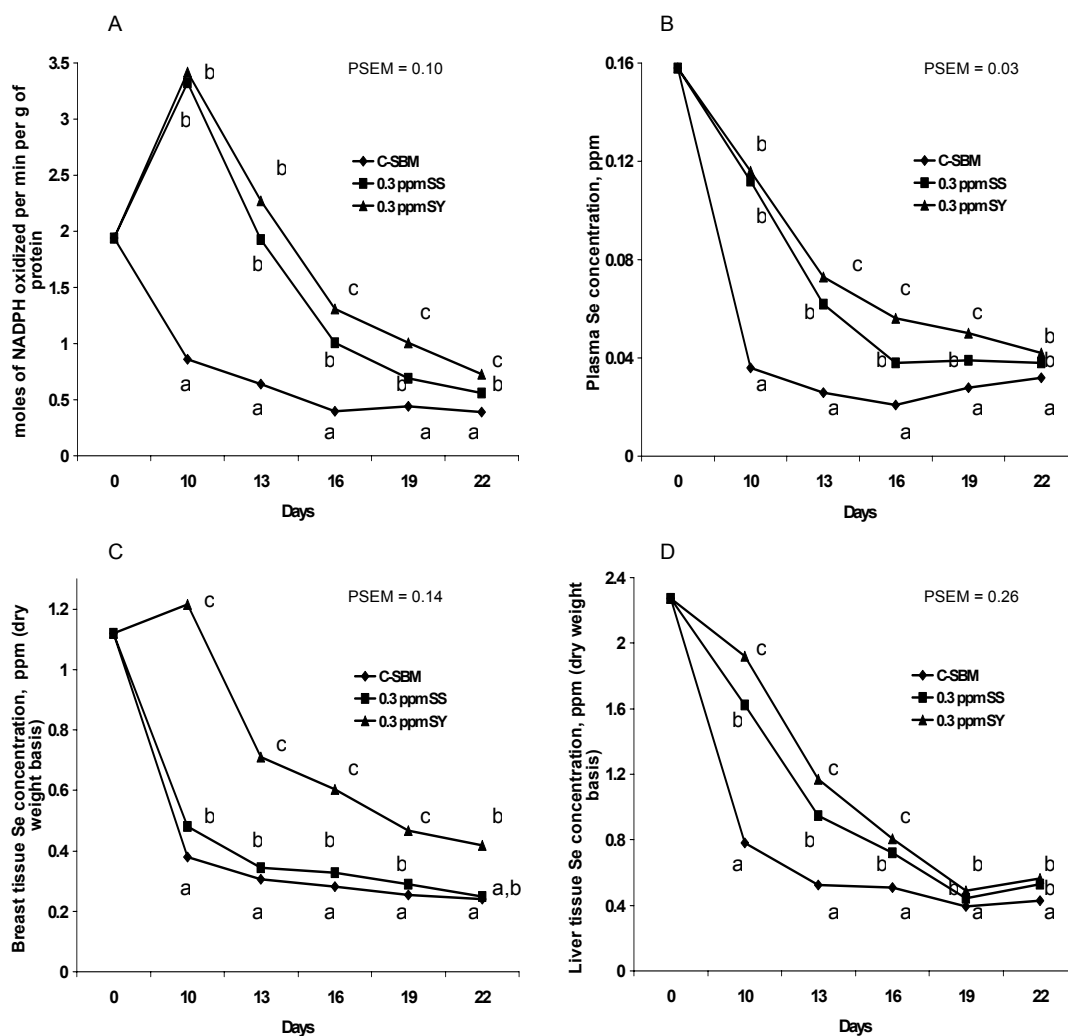 A
PSEM = 0.10
moles of NADPH oxidized per min per g of
protein
3.5
3
2.5
2
1.5
1
0.5
0
b
b
b
b
c
b
c
b
c
b
a
a
a
a
a
C-SBM
0.3 ppm SS
0.3 ppm SY
0 10 13 16 19 22
Days
B
PSEM = 0.03
Plasma Se concentration, ppm
0.16
0.12
0.08
0.04
0
b
b
c
b
c
b
c
b
b
b
a
a
a
a
a
C-SBM
0.3 ppm SS
0.3 ppm SY
0 10 13 16 19 22
Days
C
PSEM = 0.14
Breast tissue Se concentration, ppm (dry
weight basis)
1.2
1
0.8
0.6
0.4
0.2
0
c
c
c
c
b
b
b
b
b
a,b
a
a
a
a
a
C-SBM
0.3 ppm SS
0.3 ppm SY
0 10 13 16 19 22
Days
D
PSEM = 0.26
Liver tissue Se concentration, ppm (dry weight
basis)
2.4
2
1.6
1.2
0.8
0.4
0
c
b
c
b
c
b
b
b
b
b
a
a
a
a
a
C-SBM
0.3 ppm SS
0.3 ppm SY
0 10 13 16 19 22
Days